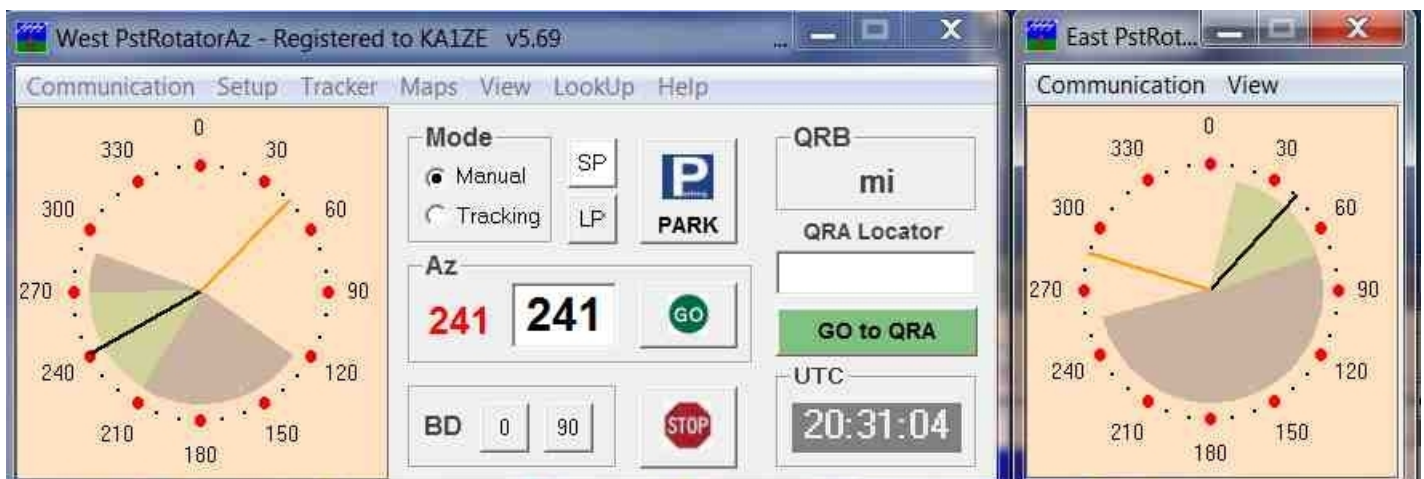 West PstRotatorAz - Registered to KA1ZE v5.69 ...
Communication Setup Tracker Maps View LookUp Help
0
30
60
90
120
150
180
210
240
270
300
330
Mode
Manual
Tracking
SP
LP
P
PARK
QRB
mi
QRA Locator
Az
241
241
GO
GO to QRA
BD
0
90
STOP
UTC
20:31:04
East PstRot...
Communication View
0
30
60
90
120
150
180
210
240
270
300
330